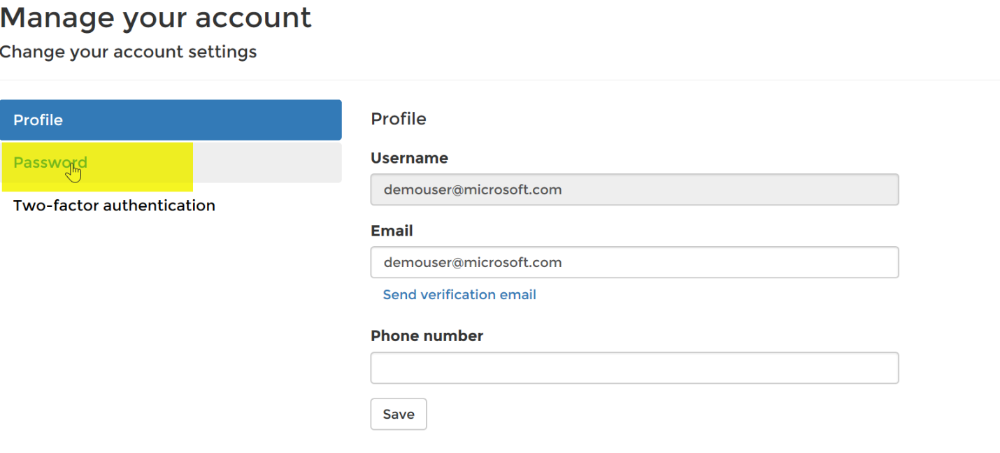 Manage your account
Change your account settings
Profile
Password
Two-factor authentication
Profile
Username
demouser@microsoft.com
Email
demouser@microsoft.com
Send verification email
Phone number
Save